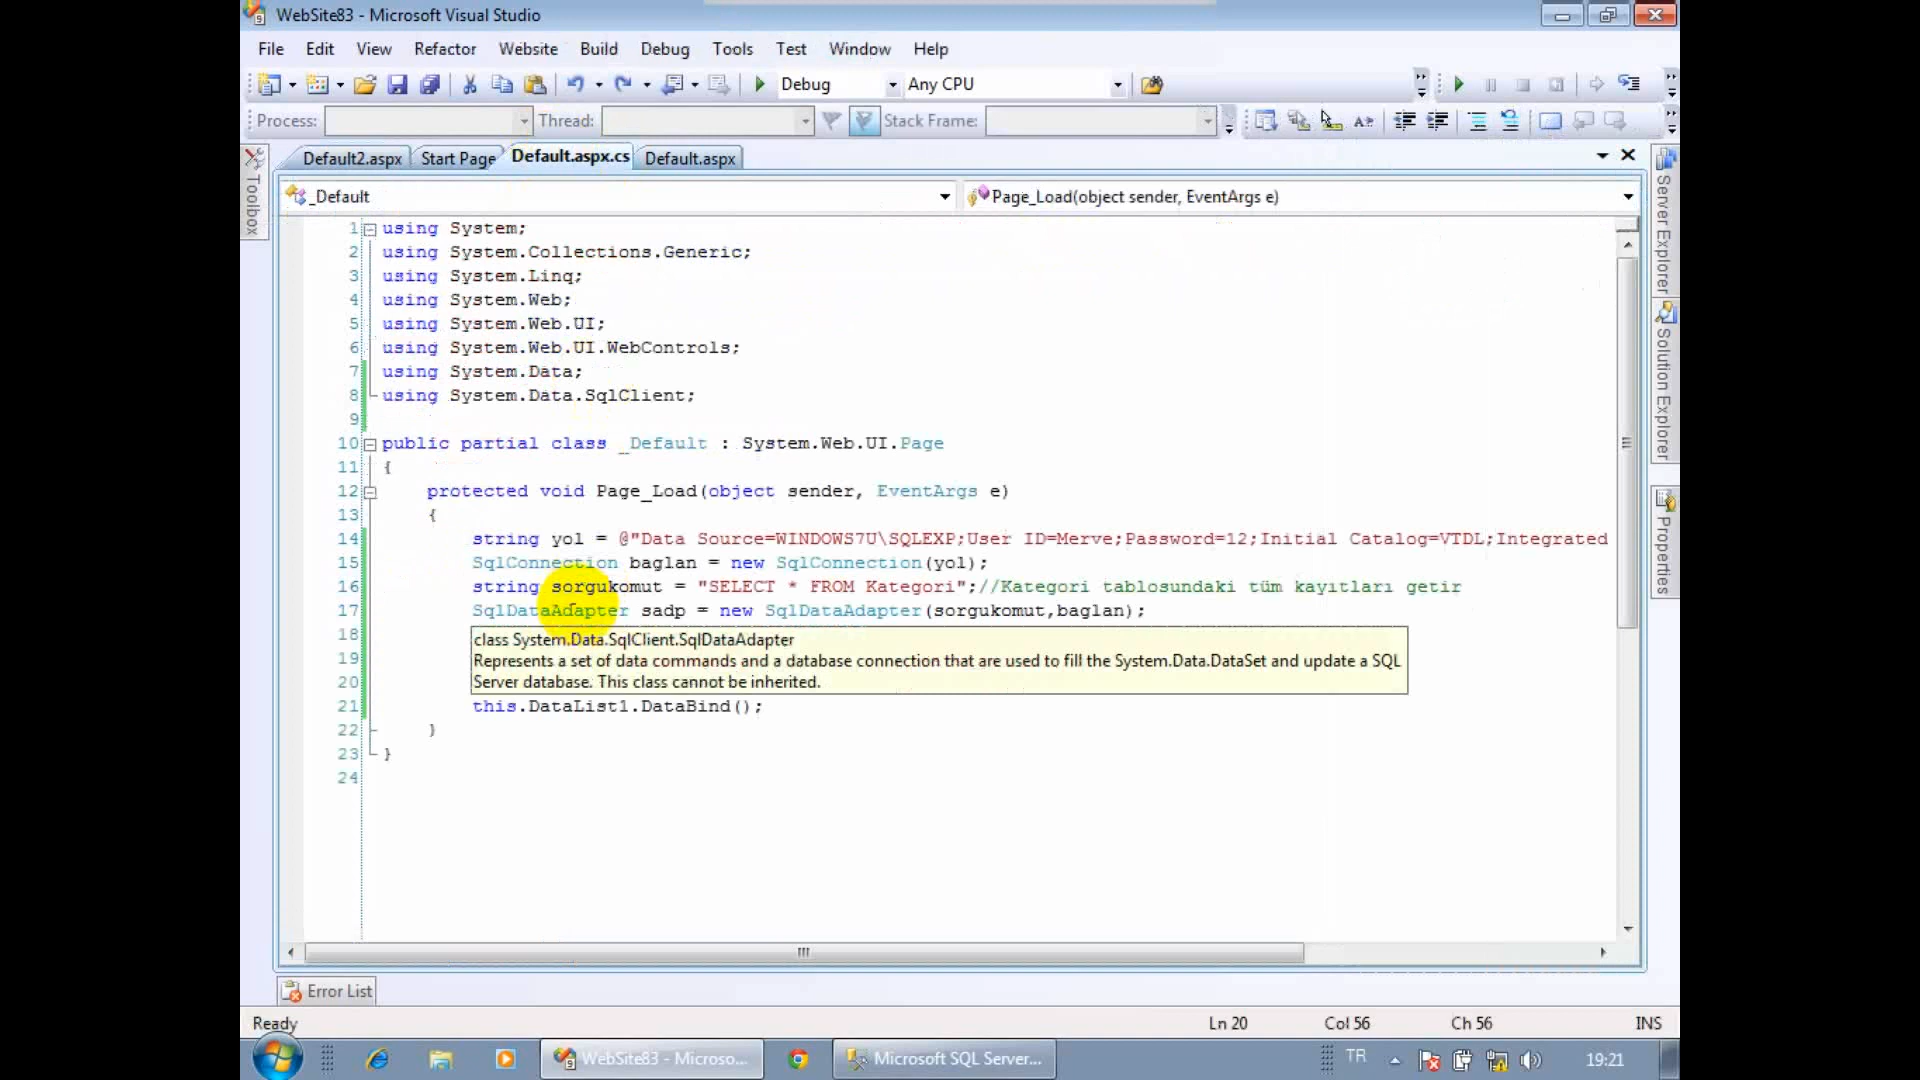 WebSite83 - Microsoft Visual Studio
File Edit View Refactor Website Build Debug Tools Test Window Help
Debug Any CPU
Process: Thread: Stack Frame:
Default2.aspx Start Page Default.aspx.cs Default.aspx
Toolbox
_Default Page_Load(object sender, EventArgs e)
1 using System;
2 using System.Collections.Generic;
3 using System.Linq;
4 using System.Web;
5 using System.Web.UI;
6 using System.Web.UI.WebControls;
7 using System.Data;
8 using System.Data.SqlClient;
9
10 public partial class _Default : System.Web.UI.Page
11 {
12 protected void Page_Load(object sender, EventArgs e)
13 {
14 string yol = @"Data Source=WINDOWS7U\SQLEXP;User ID=Merve;Password=12;Initial Catalog=VTDL;Integrated
15 SqlConnection baglan = new SqlConnection(yol);
16 string sorgukomut = "SELECT * FROM Kategori";//Kategori tablosundaki tüm kayıtları getir
17 SqlDataAdapter sadp = new SqlDataAdapter(sorgukomut,baglan);
18 class System.Data.SqlClient.SqlDataAdapter
19 Represents a set of data commands and a database connection that are used to fill the System.Data.DataSet and update a SQL
20 Server database. This class cannot be inherited.
21 this.DataList1.DataBind();
22 }
23 }
24
Server Explorer
Solution Explorer
Properties
Error List
Ready Ln 20 Col 56 Ch 56 INS
WebSite83 - Microso... Microsoft SQL Server... TR 19:21